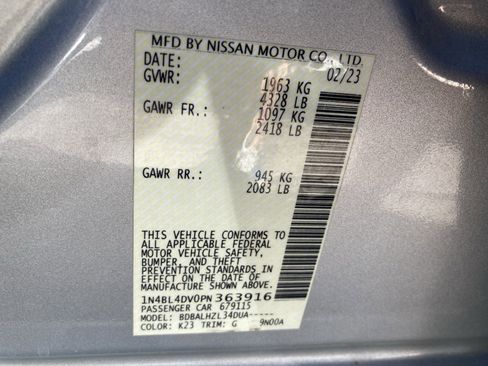 MFD BY NISSAN MOTOR CO., LTD.
DATE: 02/23
GVWR: 1963 KG
4328 LB
GAWR FR.: 1097 KG
2418 LB
GAWR RR.: 945 KG
2083 LB
THIS VEHICLE CONFORMS TO
ALL APPLICABLE FEDERAL
MOTOR VEHICLE SAFETY,
BUMPER, AND THEFT
PREVENTION STANDARDS IN
EFFECT ON THE DATE OF
MANUFACTURE SHOWN ABOVE.
1N4BL4DV0PN363916
PASSENGER CAR 679115
MODEL: BDBALHZL34DUA-----
COLOR: K23 TRIM: G 9N00A